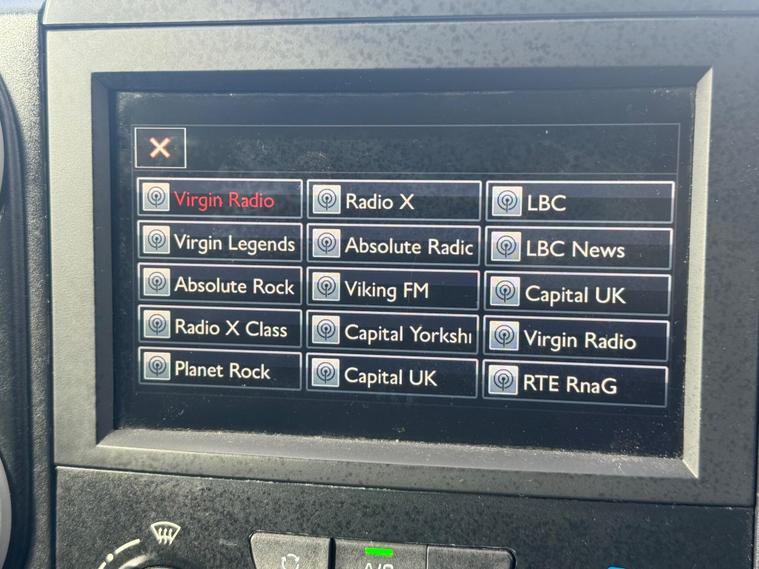 Virgin Radio
Radio X
LBC
Virgin Legends
Absolute Radic
LBC News
Absolute Rock
Viking FM
Capital UK
Radio X Class
Capital Yorkshi
Virgin Radio
Planet Rock
Capital UK
RTE RnaG
A/C